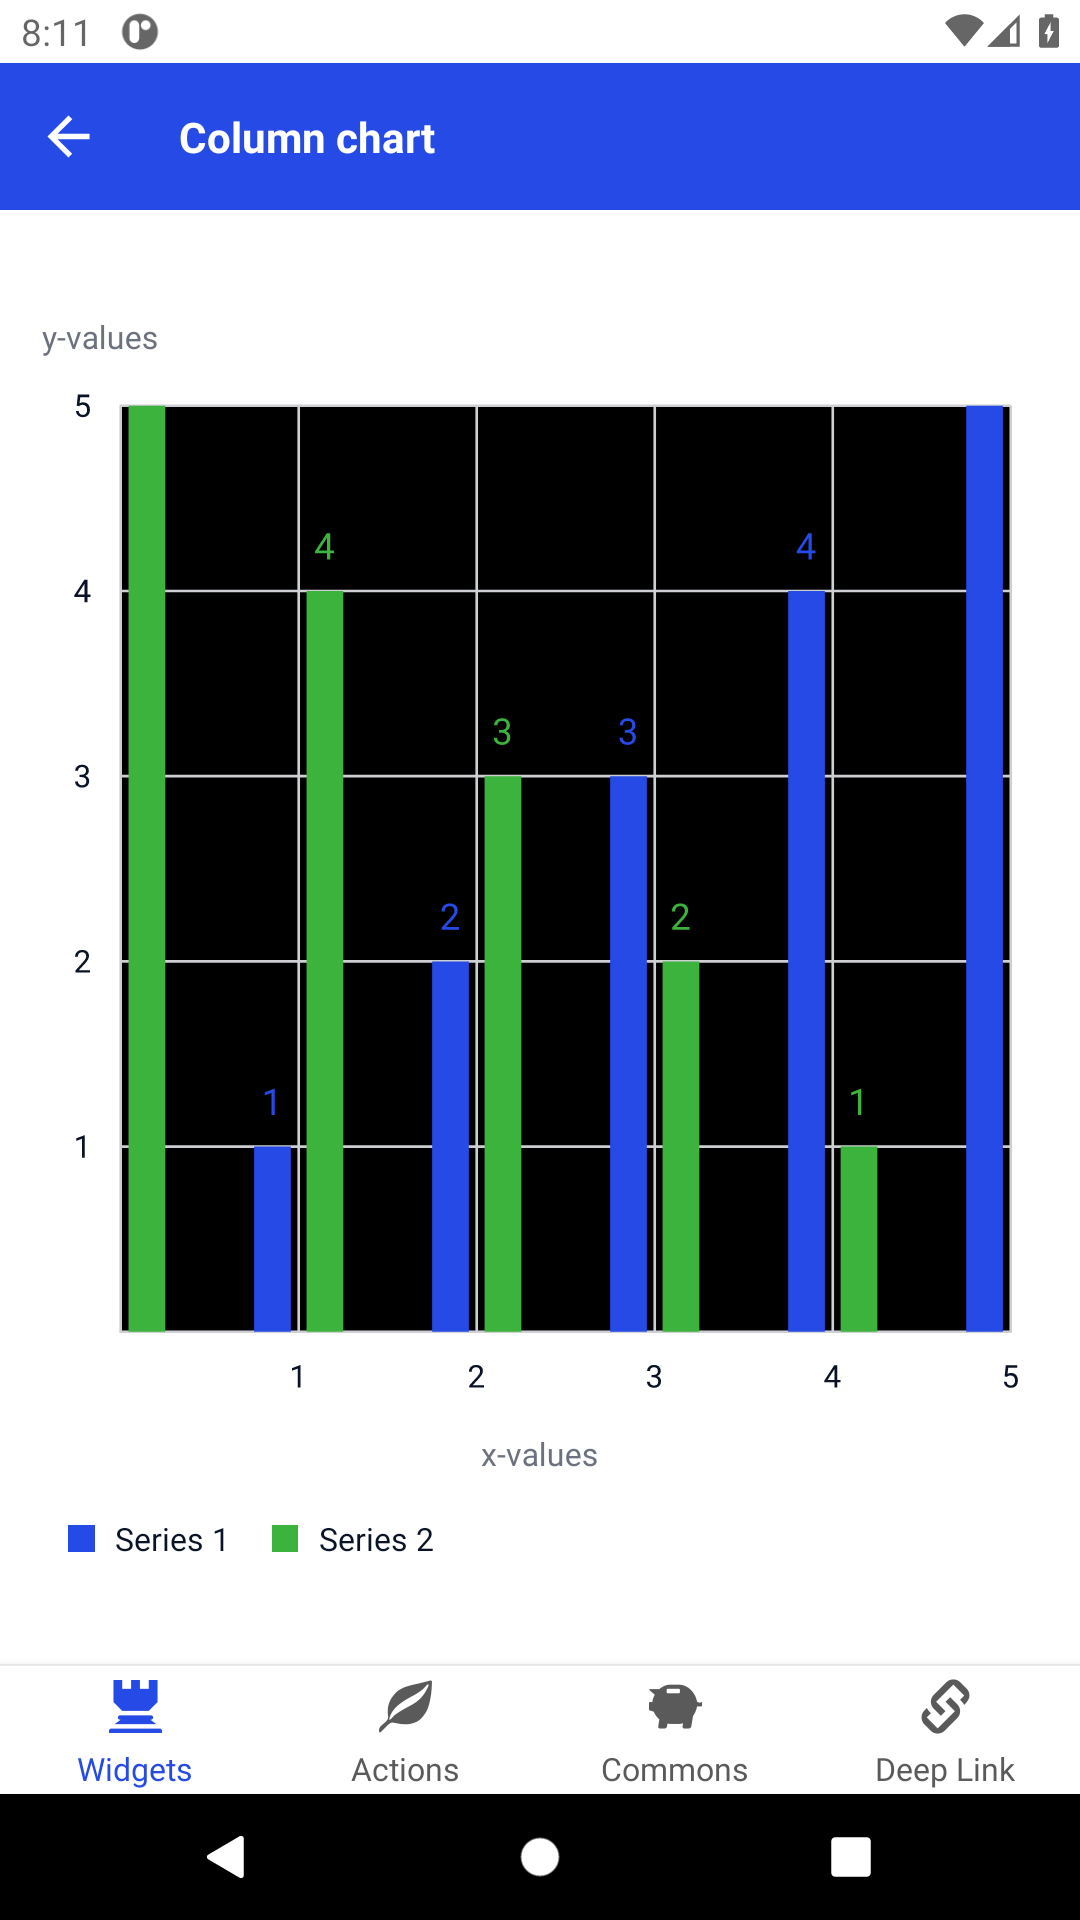 8:11
Column chart
y-values
5
4 4
4
3 3
3
2 2
2
1 1
1
1 2 3 4 5
x-values
Series 1 Series 2
Widgets Actions Commons Deep Link